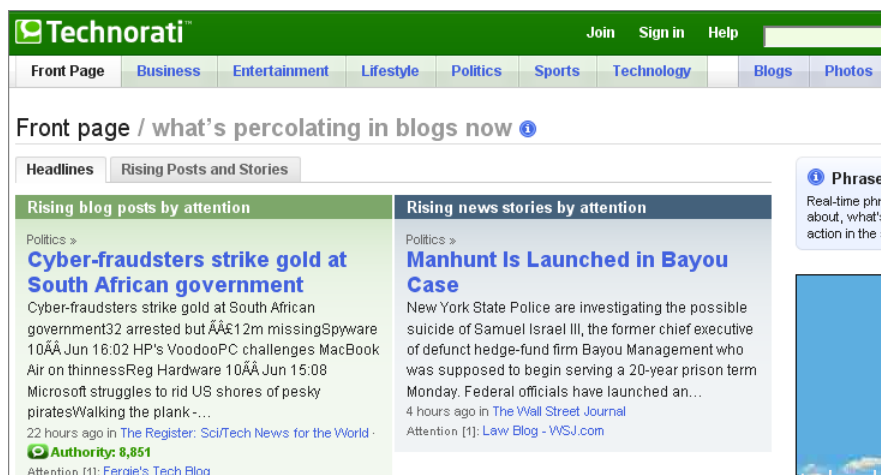 Technorati™
Join Sign in Help
Front Page Business Entertainment Lifestyle Politics Sports Technology Blogs Photos
Front page / what's percolating in blogs now
Headlines Rising Posts and Stories
Rising blog posts by attention
Politics »
Cyber-fraudsters strike gold at
South African government
Cyber-fraudsters strike gold at South African
government32 arrested but ÃÂ£12m missingSpyware
10ÃÂ Jun 16:02 HP's VoodooPC challenges MacBook
Air on thinnessReg Hardware 10ÃÂ Jun 15:08
Microsoft struggles to rid US shores of pesky
piratesWalking the plank -...
22 hours ago in The Register: Sci/Tech News for the World ·
Authority: 8,851
Attention [1]: Fergie's Tech Blog
Rising news stories by attention
Politics »
Manhunt Is Launched in Bayou
Case
New York State Police are investigating the possible
suicide of Samuel Israel III, the former chief executive
of defunct hedge-fund firm Bayou Management who
was supposed to begin serving a 20-year prison term
Monday. Federal officials have launched an...
4 hours ago in The Wall Street Journal
Attention [1]: Law Blog - WSJ.com
Phrase
Real-time phr
about, what's
action in the